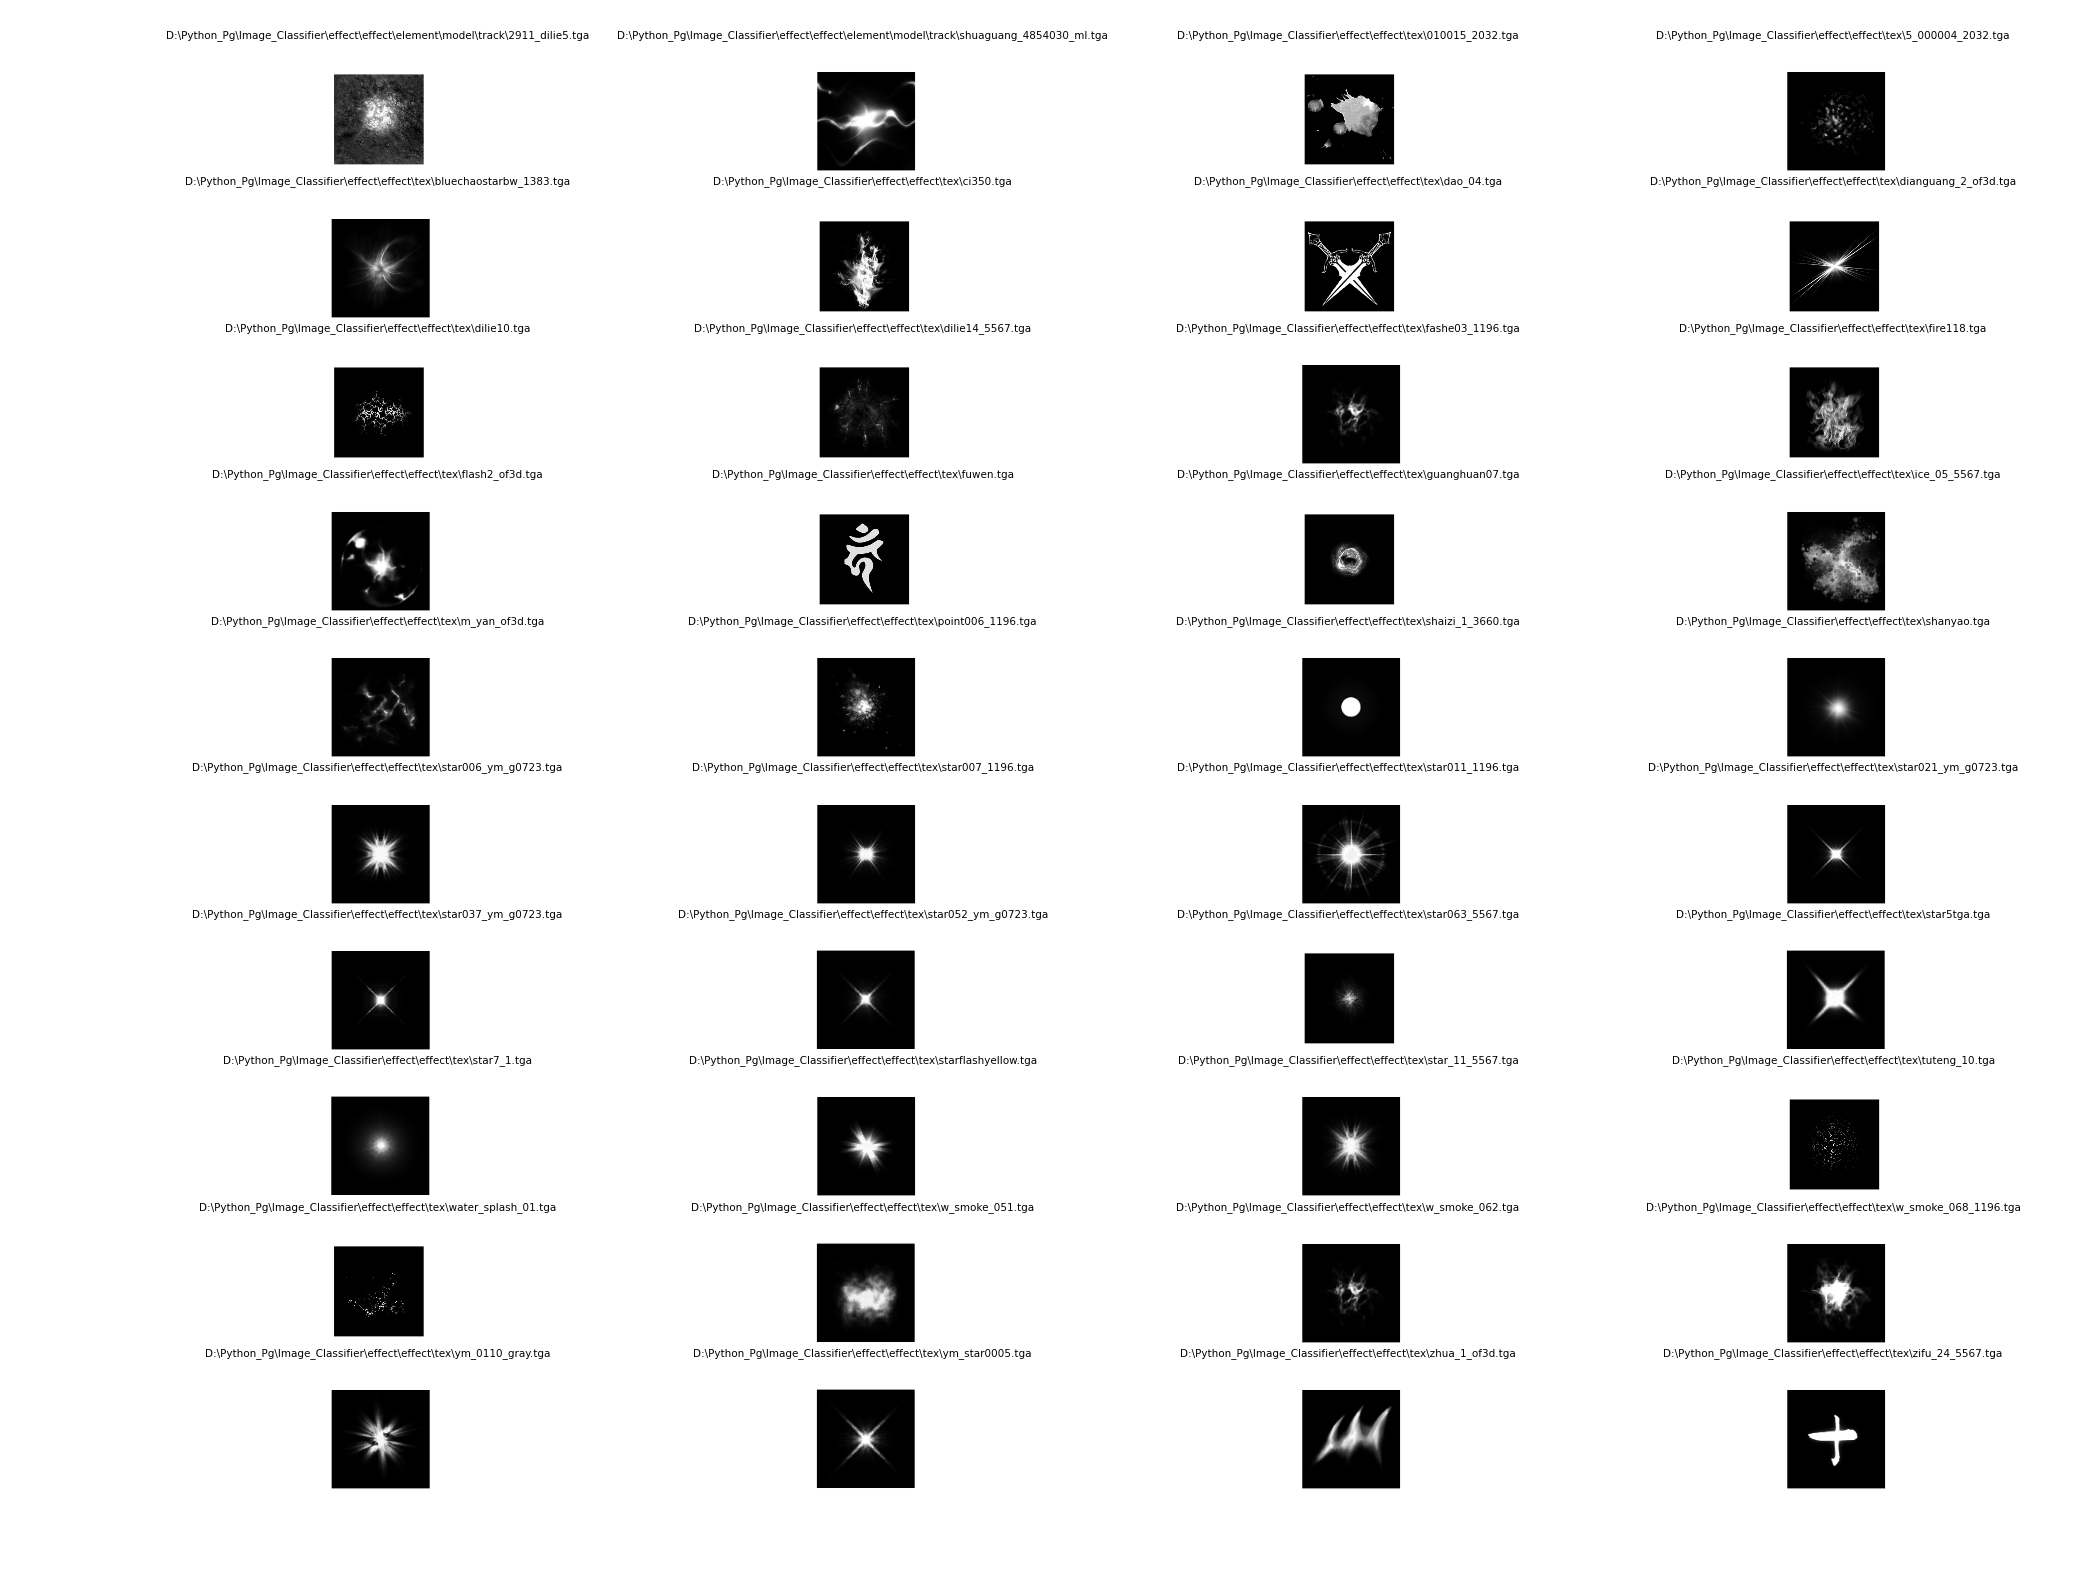 D:\Python_Pg\Image_Classifier\effect\effect\element\model\track\2911_dilie5.tga
D:\Python_Pg\Image_Classifier\effect\effect\element\model\track\shuaguang_4854030_ml.tga
D:\Python_Pg\Image_Classifier\effect\effect\tex\010015_2032.tga
D:\Python_Pg\Image_Classifier\effect\effect\tex\5_000004_2032.tga
D:\Python_Pg\Image_Classifier\effect\effect\tex\bluechaostarbw_1383.tga
D:\Python_Pg\Image_Classifier\effect\effect\tex\ci350.tga
D:\Python_Pg\Image_Classifier\effect\effect\tex\dao_04.tga
D:\Python_Pg\Image_Classifier\effect\effect\tex\dianguang_2_of3d.tga
D:\Python_Pg\Image_Classifier\effect\effect\tex\dilie10.tga
D:\Python_Pg\Image_Classifier\effect\effect\tex\dilie14_5567.tga
D:\Python_Pg\Image_Classifier\effect\effect\tex\fashe03_1196.tga
D:\Python_Pg\Image_Classifier\effect\effect\tex\fire118.tga
D:\Python_Pg\Image_Classifier\effect\effect\tex\flash2_of3d.tga
D:\Python_Pg\Image_Classifier\effect\effect\tex\fuwen.tga
D:\Python_Pg\Image_Classifier\effect\effect\tex\guanghuan07.tga
D:\Python_Pg\Image_Classifier\effect\effect\tex\ice_05_5567.tga
D:\Python_Pg\Image_Classifier\effect\effect\tex\m_yan_of3d.tga
D:\Python_Pg\Image_Classifier\effect\effect\tex\point006_1196.tga
D:\Python_Pg\Image_Classifier\effect\effect\tex\shaizi_1_3660.tga
D:\Python_Pg\Image_Classifier\effect\effect\tex\shanyao.tga
D:\Python_Pg\Image_Classifier\effect\effect\tex\star006_ym_g0723.tga
D:\Python_Pg\Image_Classifier\effect\effect\tex\star007_1196.tga
D:\Python_Pg\Image_Classifier\effect\effect\tex\star011_1196.tga
D:\Python_Pg\Image_Classifier\effect\effect\tex\star021_ym_g0723.tga
D:\Python_Pg\Image_Classifier\effect\effect\tex\star037_ym_g0723.tga
D:\Python_Pg\Image_Classifier\effect\effect\tex\star052_ym_g0723.tga
D:\Python_Pg\Image_Classifier\effect\effect\tex\star063_5567.tga
D:\Python_Pg\Image_Classifier\effect\effect\tex\star5tga.tga
D:\Python_Pg\Image_Classifier\effect\effect\tex\star7_1.tga
D:\Python_Pg\Image_Classifier\effect\effect\tex\starflashyellow.tga
D:\Python_Pg\Image_Classifier\effect\effect\tex\star_11_5567.tga
D:\Python_Pg\Image_Classifier\effect\effect\tex\tuteng_10.tga
D:\Python_Pg\Image_Classifier\effect\effect\tex\water_splash_01.tga
D:\Python_Pg\Image_Classifier\effect\effect\tex\w_smoke_051.tga
D:\Python_Pg\Image_Classifier\effect\effect\tex\w_smoke_062.tga
D:\Python_Pg\Image_Classifier\effect\effect\tex\w_smoke_068_1196.tga
D:\Python_Pg\Image_Classifier\effect\effect\tex\ym_0110_gray.tga
D:\Python_Pg\Image_Classifier\effect\effect\tex\ym_star0005.tga
D:\Python_Pg\Image_Classifier\effect\effect\tex\zhua_1_of3d.tga
D:\Python_Pg\Image_Classifier\effect\effect\tex\zifu_24_5567.tga
十